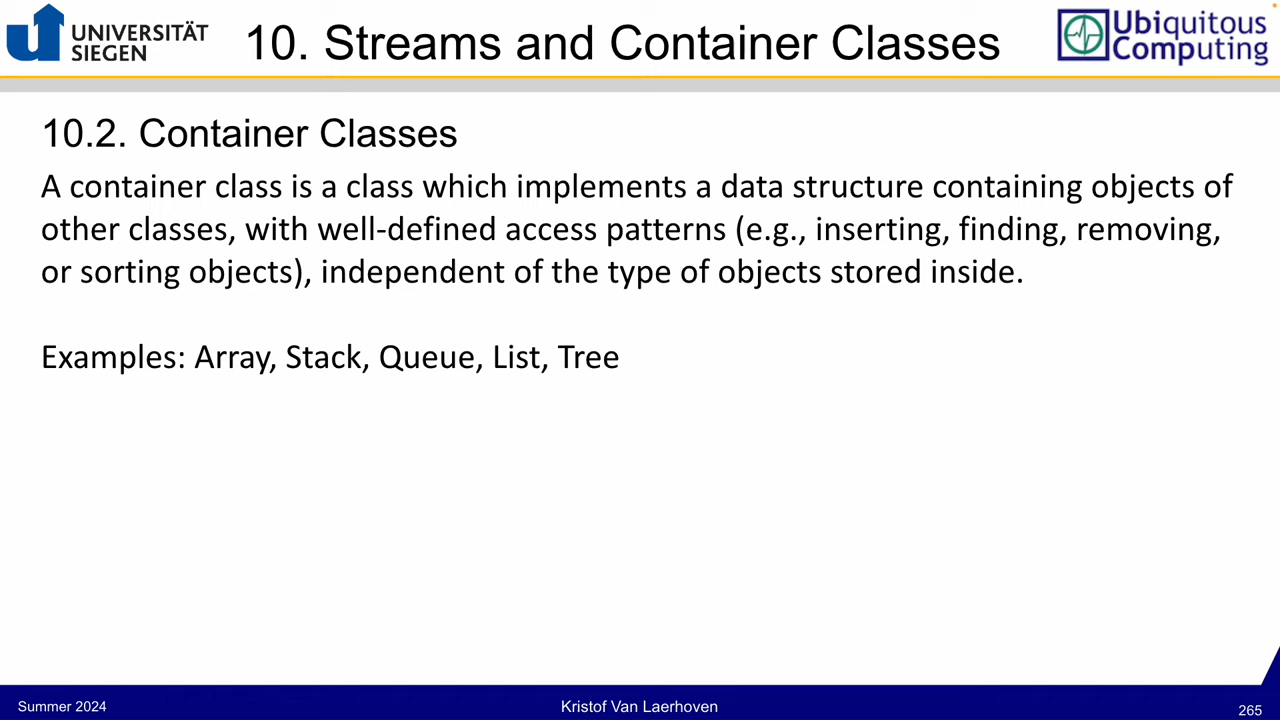 UNIVERSITÄT
SIEGEN
10. Streams and Container Classes
Ubiquitous
Computing
10.2. Container Classes
A container class is a class which implements a data structure containing objects of
other classes, with well-defined access patterns (e.g., inserting, finding, removing,
or sorting objects), independent of the type of objects stored inside.
Examples: Array, Stack, Queue, List, Tree
Summer 2024
Kristof Van Laerhoven
265